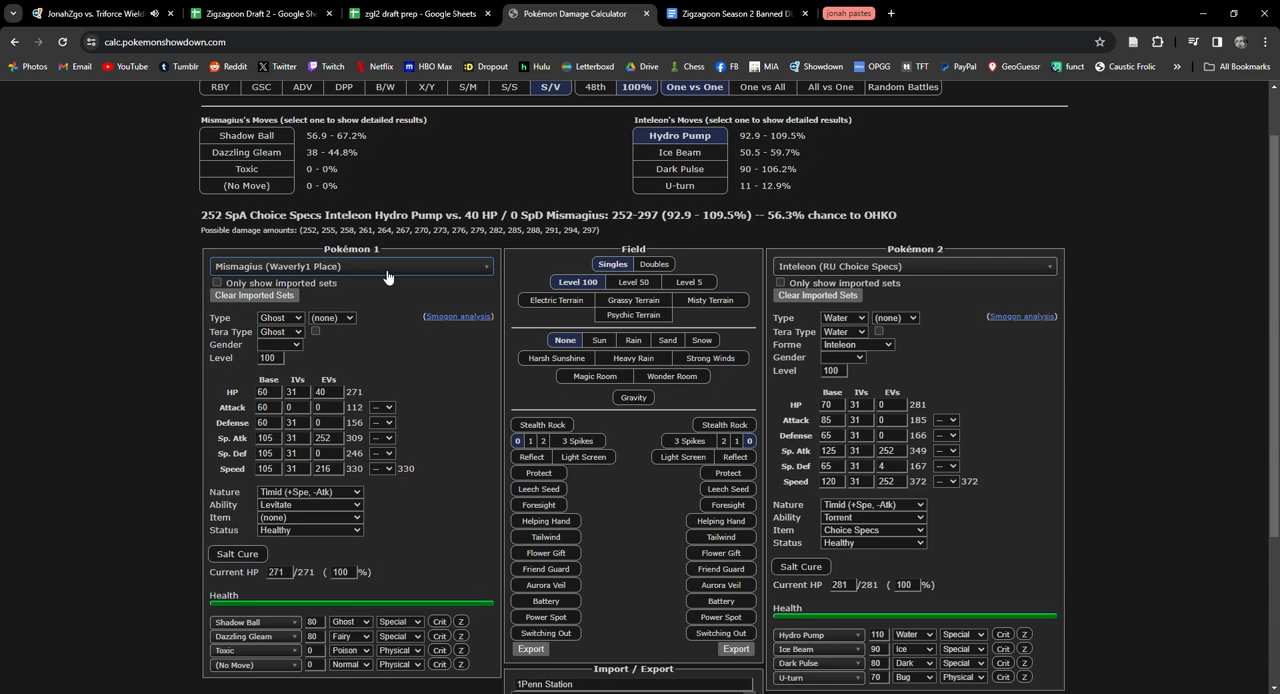 JonahZgo vs. Triforce Wield
Zigzagoon Draft 2 - Google She
zgl2 draft prep - Google Sheets
Pokémon Damage Calculator
Zigzagoon Season 2 Banned D
jonah pastes
calc.pokemonshowdown.com
Photos Email YouTube Tumblr Reddit Twitter Twitch Netflix HBO Max Dropout Hulu Letterboxd Drive Chess FB MIA Showdown OPGG TFT PayPal GeoGuessr funct Caustic Frolic » All Bookmarks
RBY GSC ADV DPP B/W X/Y S/M S/S S/V 48th 100% One vs One One vs All All vs One Random Battles
Mismagius's Moves (select one to show detailed results)
Shadow Ball 56.9 - 67.2%
Dazzling Gleam 38 - 44.8%
Toxic 0 - 0%
(No Move) 0 - 0%
Inteleon's Moves (select one to show detailed results)
Hydro Pump 92.9 - 109.5%
Ice Beam 50.5 - 59.7%
Dark Pulse 90 - 106.2%
U-turn 11 - 12.9%
252 SpA Choice Specs Inteleon Hydro Pump vs. 40 HP / 0 SpD Mismagius: 252-297 (92.9 - 109.5%) -- 56.3% chance to OHKO
Possible damage amounts: (252, 255, 258, 261, 264, 267, 270, 273, 276, 279, 282, 285, 288, 291, 294, 297)
Pokémon 1
Mismagius (Waverly1 Place)
Only show imported sets
Clear Imported Sets
Type Ghost (none) (Smogon analysis)
Tera Type Ghost
Gender
Level 100
Base IVs EVs
HP 60 31 40 271
Attack 60 0 0 112 --
Defense 60 31 0 156 --
Sp. Atk 105 31 252 309 --
Sp. Def 105 31 0 246 --
Speed 105 31 216 330 -- 330
Nature Timid (+Spe, -Atk)
Ability Levitate
Item (none)
Status Healthy
Salt Cure
Current HP 271 /271 ( 100 %)
Health
Shadow Ball 80 Ghost Special Crit Z
Dazzling Gleam 80 Fairy Special Crit Z
Toxic 0 Poison Physical Crit Z
(No Move) 0 Normal Physical Crit Z
Field
Singles Doubles
Level 100 Level 50 Level 5
Electric Terrain Grassy Terrain Misty Terrain
Psychic Terrain
None Sun Rain Sand Snow
Harsh Sunshine Heavy Rain Strong Winds
Magic Room Wonder Room
Gravity
Stealth Rock Stealth Rock
0 1 2 3 Spikes 3 Spikes 2 1 0
Reflect Light Screen Light Screen Reflect
Protect Protect
Leech Seed Leech Seed
Foresight Foresight
Helping Hand Helping Hand
Tailwind Tailwind
Flower Gift Flower Gift
Friend Guard Friend Guard
Aurora Veil Aurora Veil
Battery Battery
Power Spot Power Spot
Switching Out Switching Out
Export Export
Import / Export
1Penn Station
Pokémon 2
Inteleon (RU Choice Specs)
Only show imported sets
Clear Imported Sets
Type Water (none) (Smogon analysis)
Tera Type Water
Forme Inteleon
Gender
Level 100
Base IVs EVs
HP 70 31 0 281
Attack 85 31 0 185 --
Defense 65 31 0 166 --
Sp. Atk 125 31 252 349 --
Sp. Def 65 31 4 167 --
Speed 120 31 252 372 -- 372
Nature Timid (+Spe, -Atk)
Ability Torrent
Item Choice Specs
Status Healthy
Salt Cure
Current HP 281 /281 ( 100 %)
Health
Hydro Pump 110 Water Special Crit Z
Ice Beam 90 Ice Special Crit Z
Dark Pulse 80 Dark Special Crit Z
U-turn 70 Bug Physical Crit Z